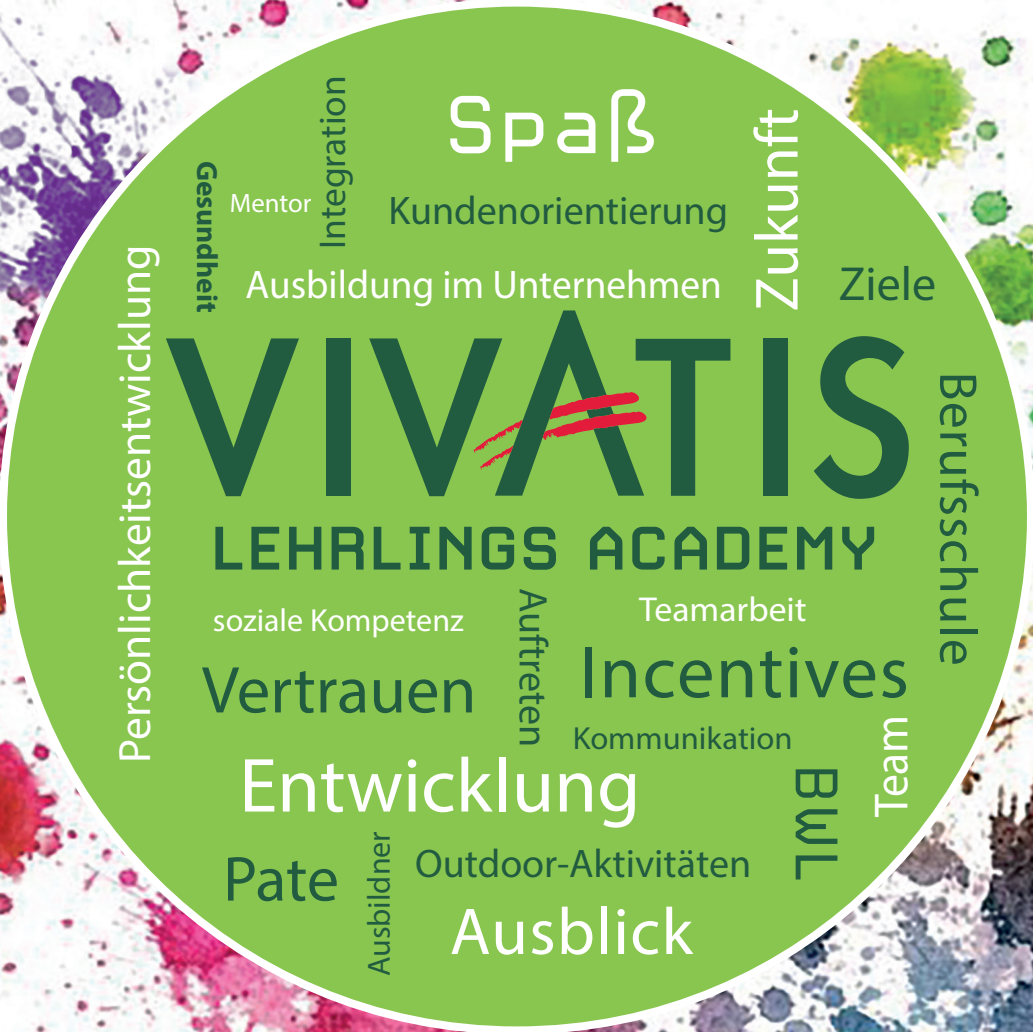 Spaß
Integration
Zukunft
Gesundheit
Mentor
Kundenorientierung
Persönlichkeitsentwicklung
Ausbildung im Unternehmen
Ziele
VIVATIS
LEHRLINGS ACADEMY
Berufsschule
soziale Kompetenz
Auftreten
Teamarbeit
Vertrauen
Incentives
Kommunikation
Team
Entwicklung
BWL
Pate
Ausbildner
Outdoor-Aktivitäten
Ausblick